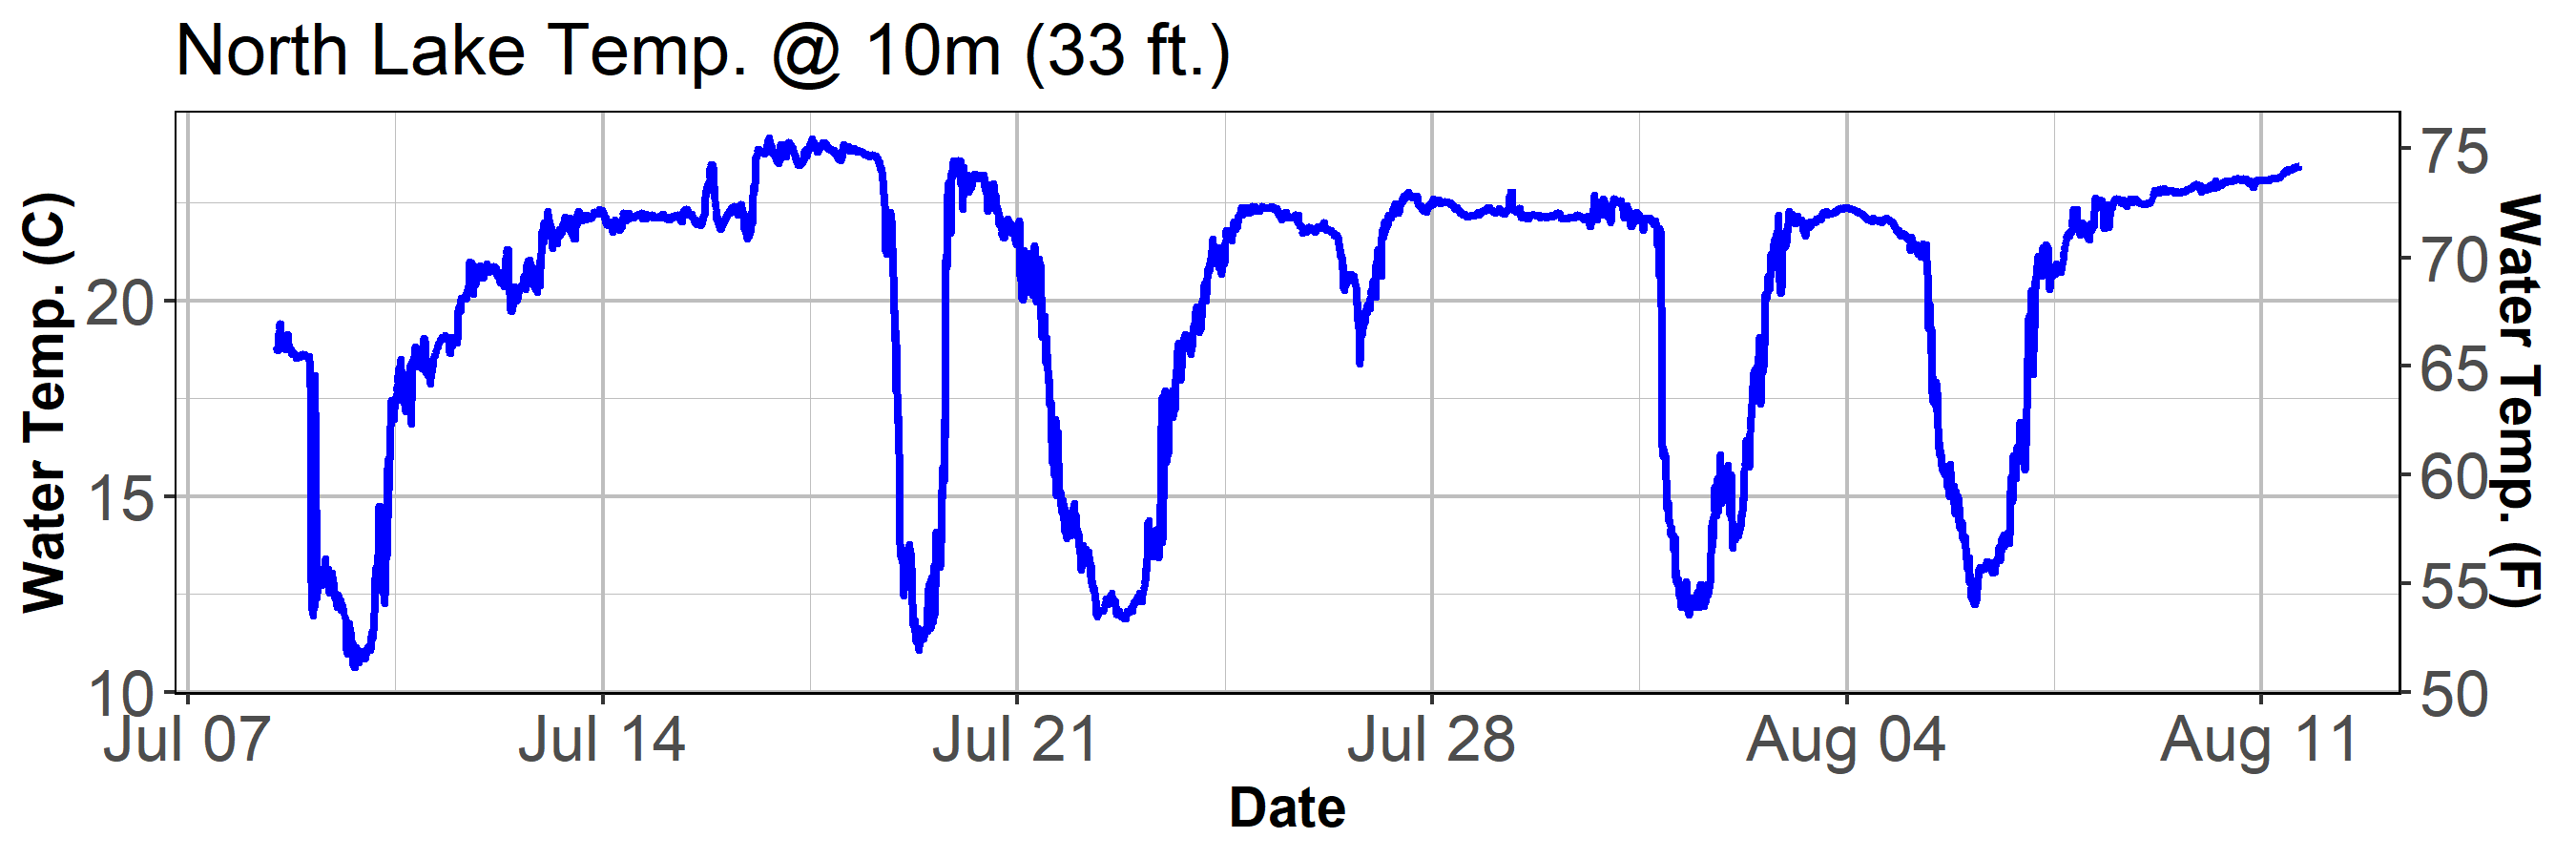 North Lake Temp. @ 10m (33 ft.)
Water Temp. (C)
20
15
10
75
70
65
60
55
50
Water Temp. (F)
Jul 07
Jul 14
Jul 21
Jul 28
Aug 04
Aug 11
Date